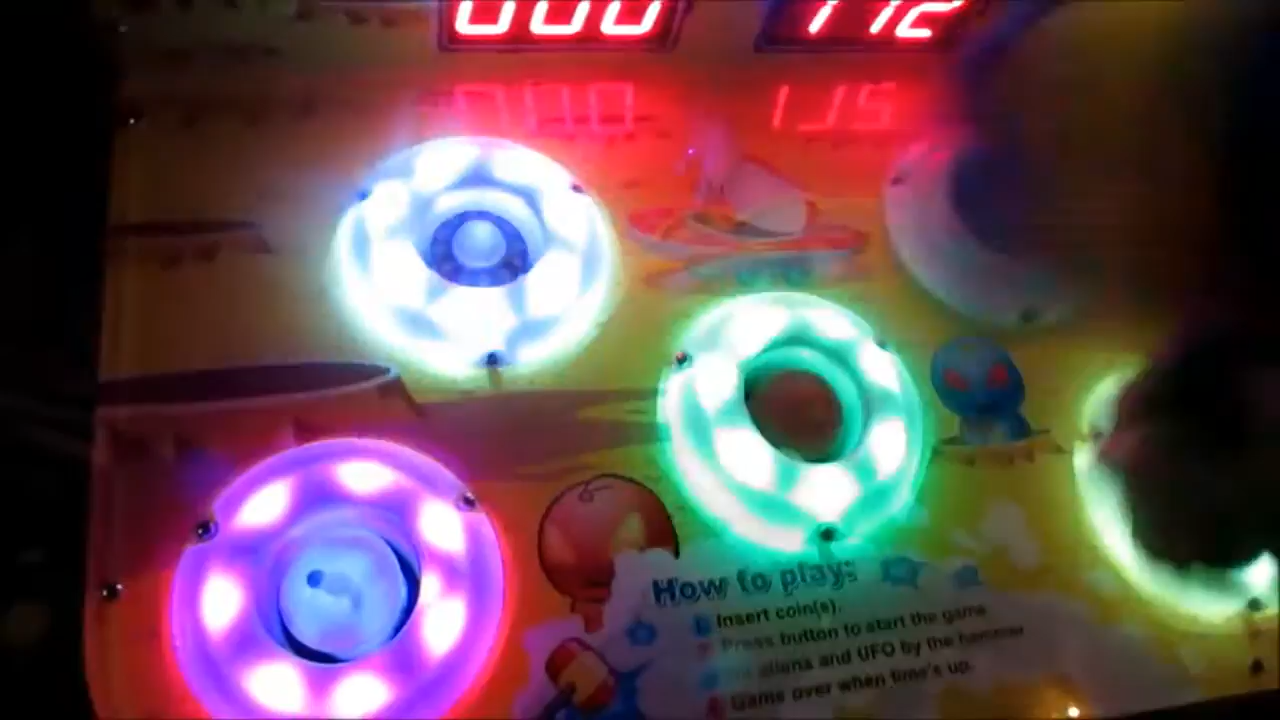 000 112
How to play:
Insert coin(s).
Press button to start the game
aliens and UFO by the hammer
Game over when time's up.